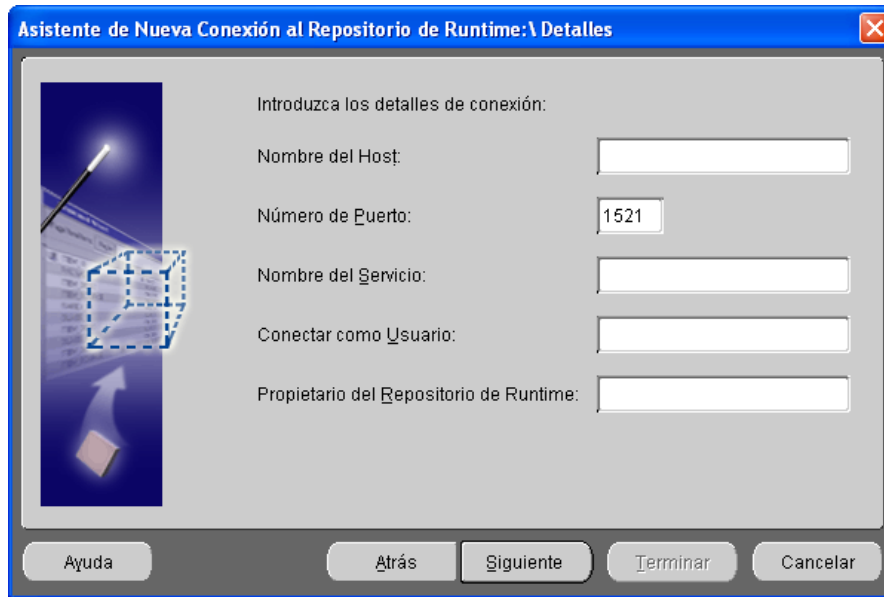 Asistente de Nueva Conexión al Repositorio de Runtime:\ Detalles
Introduzca los detalles de conexión:
Nombre del Host:
Número de Puerto: 1521
Nombre del Servicio:
Conectar como Usuario:
Propietario del Repositorio de Runtime:
Ayuda Atrás Siguiente Terminar Cancelar